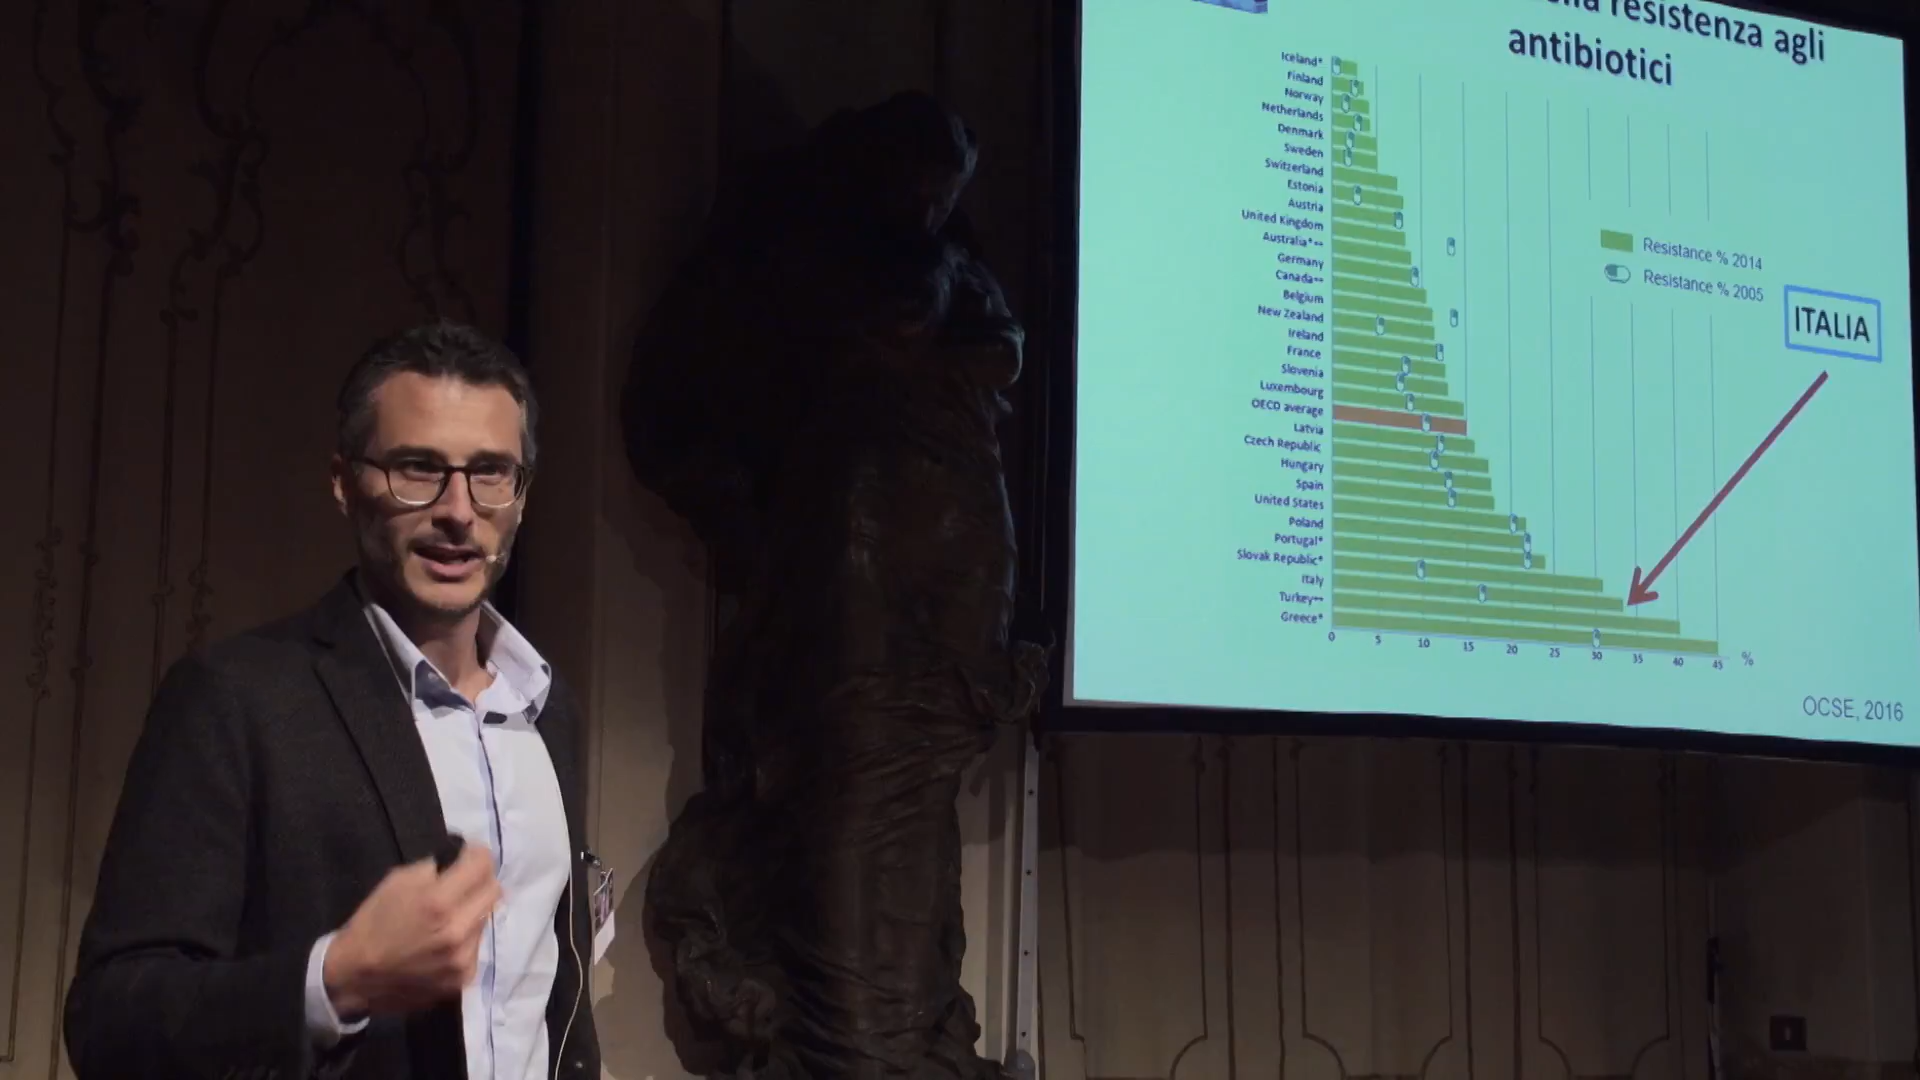 resistenza agli
antibiotici
Iceland*
Finland
Norway
Netherlands
Denmark
Sweden
Switzerland
Estonia
Austria
United Kingdom
Australia*
Germany
Canada
Belgium
New Zealand
Ireland
France
Slovenia
Luxembourg
OECD average
Latvia
Czech Republic
Hungary
Spain
United States
Poland
Portugal*
Slovak Republic*
Italy
Turkey
Greece*
0 5 10 15 20 25 30 35 40 45 %
Resistance % 2014
Resistance % 2005
ITALIA
OCSE, 2016